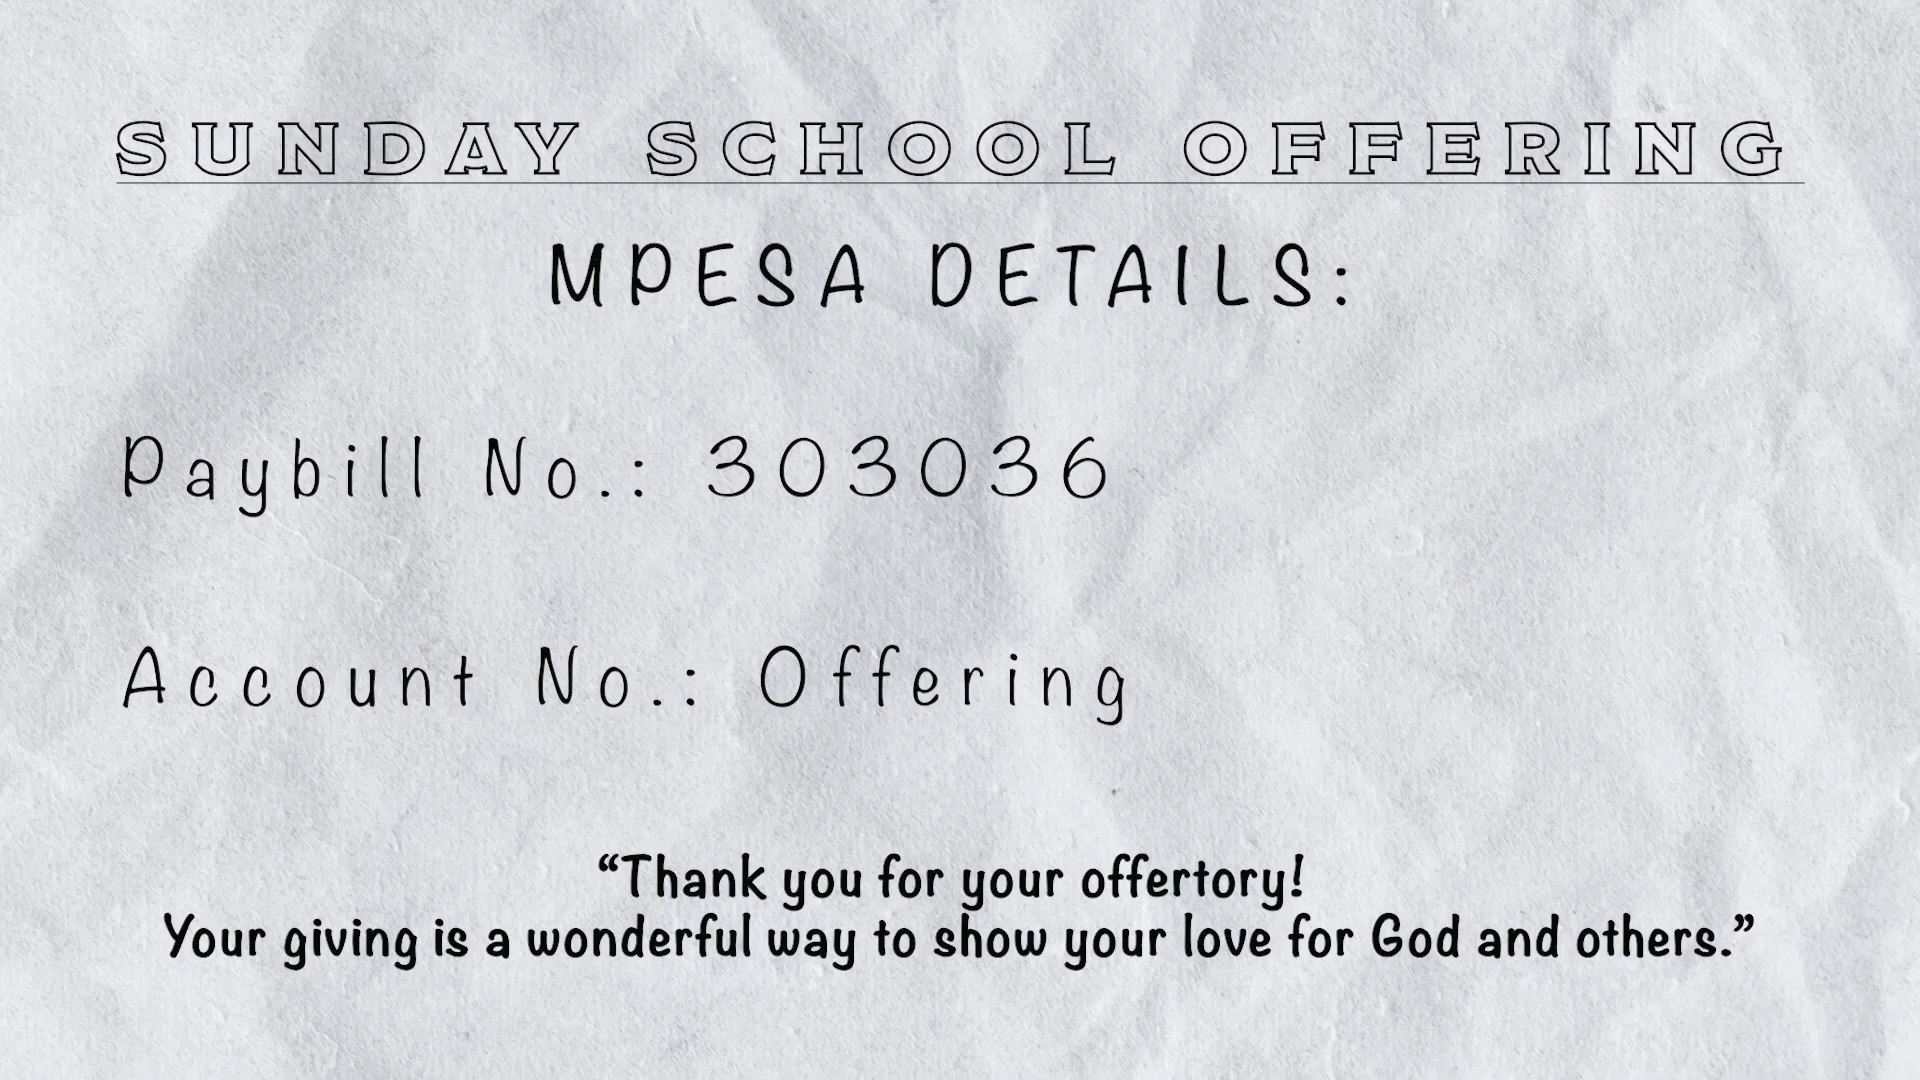 SUNDAY SCHOOL OFFERING
MPESA DETAILS:
Paybill No.: 303036
Account No.: Offering
“Thank you for your offertory!
Your giving is a wonderful way to show your love for God and others.”